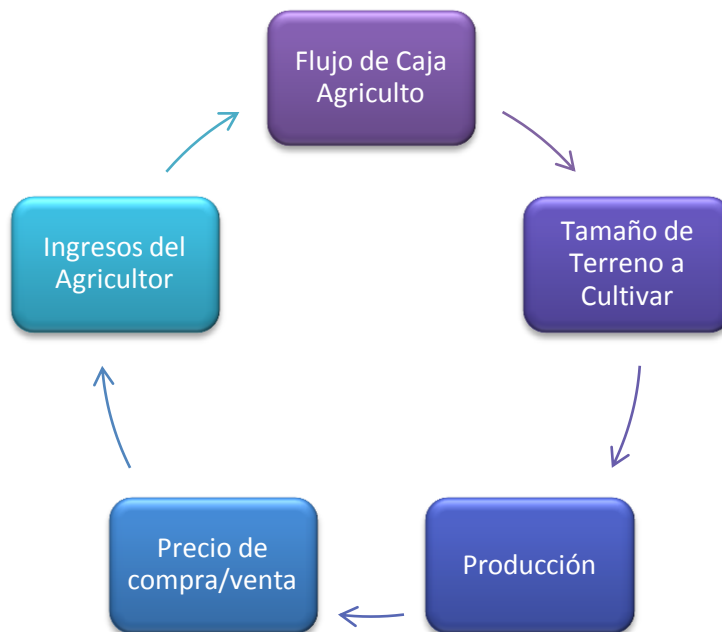 Flujo de Caja
Agriculto
Tamaño de
Terreno a
Cultivar
Producción
Precio de
compra/venta
Ingresos del
Agricultor